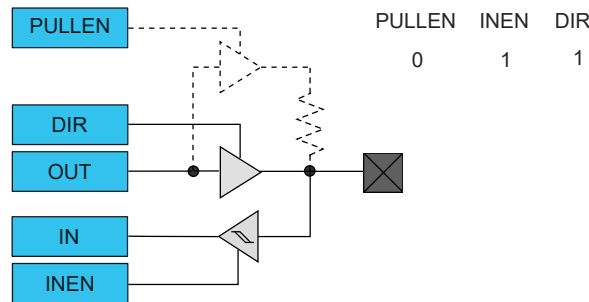 PULLEN
PULLEN INEN DIR
0 1 1
DIR
OUT
IN
INEN